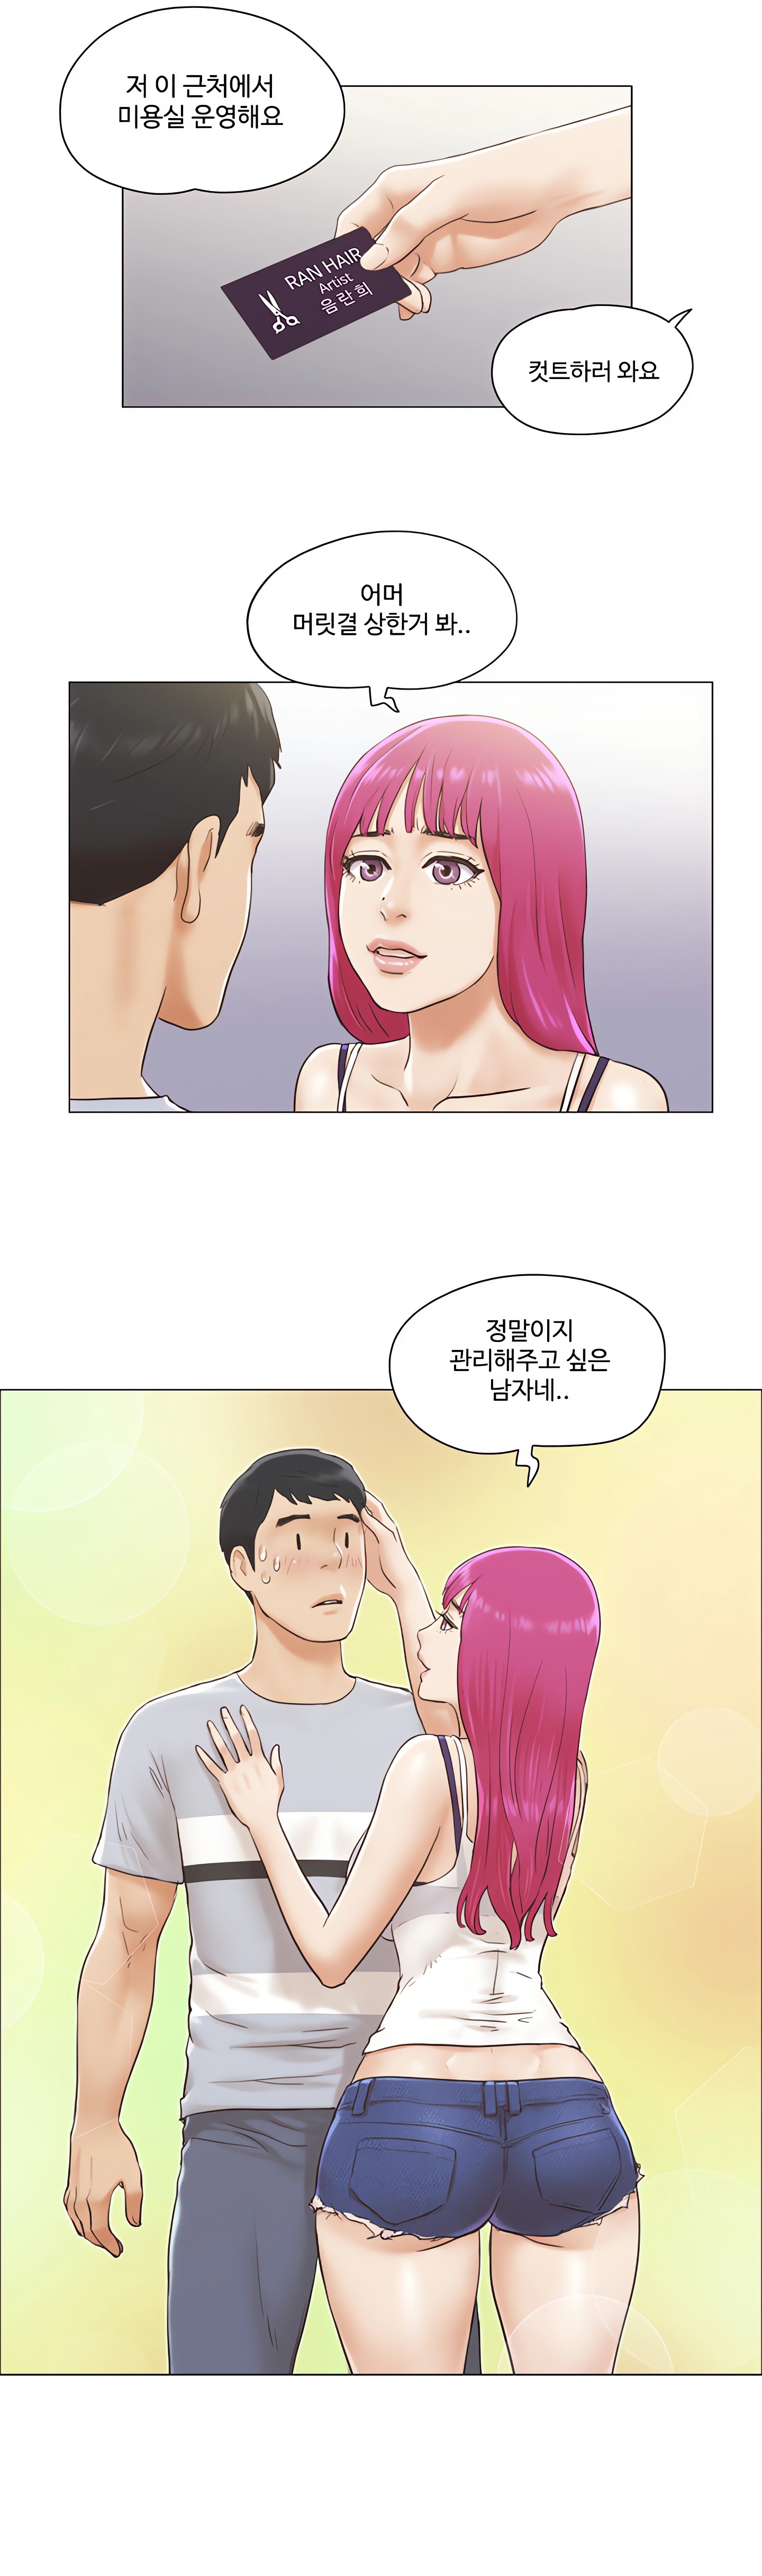 저 이 근처에서
미용실 운영해요
RAN HAIR
Artist
음란희
컷트하러 와요
어머
머릿결 상한거 봐..
정말이지
관리해주고 싶은
남자네..